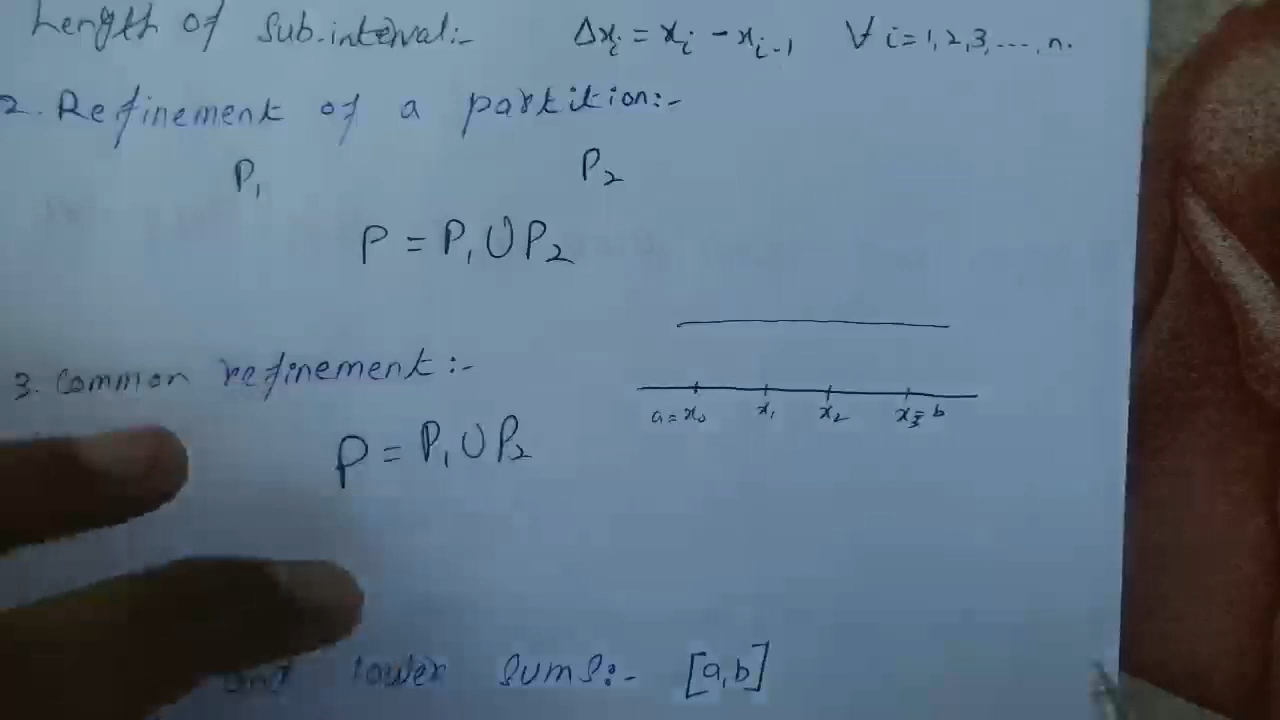 Length of Sub-interval:- Δxᵢ = xᵢ - xᵢ₋₁ ∀ i=1,2,3,...,n.
2. Refinement of a partition:-
P₁ P₂
P = P₁ ∪ P₂
3. Common refinement:-
a = x₀ x₁ x₂ x₃ = b
P = P₁ ∪ P₂
and lower Sums:- [a,b]